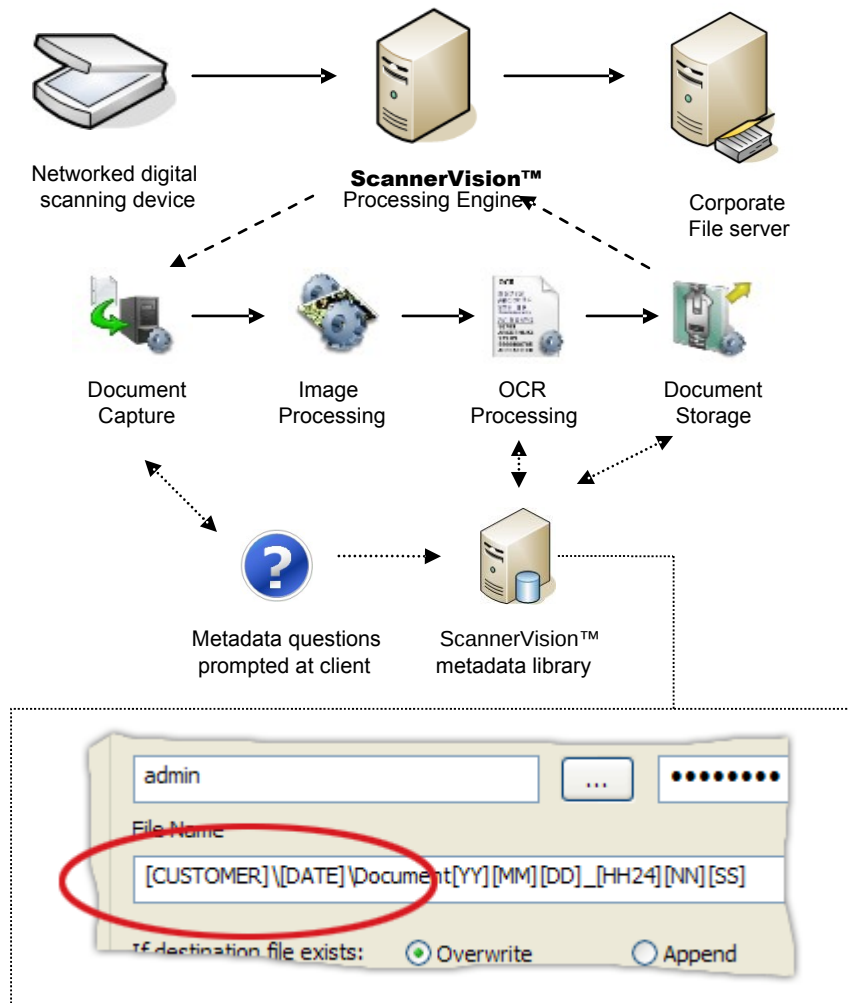 Networked digital
scanning device
ScannerVision™
Processing Engine
Corporate
File server
Document
Capture
Image
Processing
OCR
OCR
Processing
Document
Storage
?
Metadata questions
prompted at client
ScannerVision™
metadata library
admin
...
••••••••
File Name
[CUSTOMER]\[DATE]\Document[YY][MM][DD]_[HH24][NN][SS]
If destination file exists:
Overwrite
Append